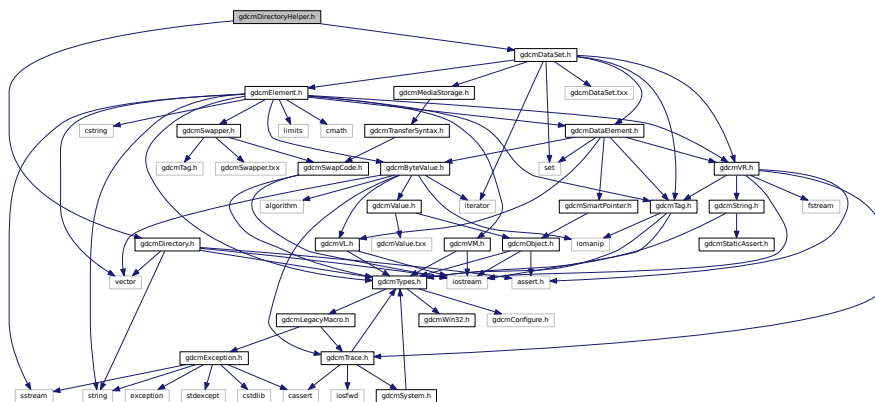 gdcmDirectoryHelper.h
gdcmDataSet.h
gdcmElement.h
gdcmMediaStorage.h
gdcmDataSet.txx
cstring
gdcmSwapper.h
limits
cmath
gdcmTransferSyntax.h
gdcmDataElement.h
gdcmTag.h
gdcmSwapper.txx
gdcmSwapCode.h
gdcmByteValue.h
set
gdcmVR.h
algorithm
gdcmValue.h
iterator
gdcmSmartPointer.h
gdcmTag.h
gdcmString.h
fstream
gdcmDirectory.h
gdcmVL.h
gdcmValue.txx
gdcmVM.h
gdcmObject.h
iomanip
gdcmStaticAssert.h
vector
gdcmTypes.h
iostream
assert.h
gdcmLegacyMacro.h
gdcmWin32.h
gdcmConfigure.h
gdcmException.h
gdcmTrace.h
sstream
string
exception
stdexcept
cstdlib
cassert
iosfwd
gdcmSystem.h